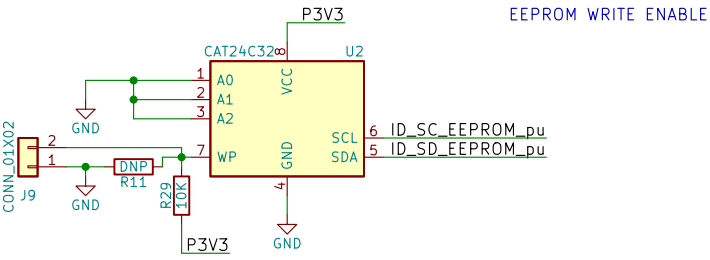 P3V3
EEPROM WRITE ENABLE
CAT24C32
8
U2
1
A0
VCC
2
A1
3
A2
GND
CONN_01X02
2
1
J9
GND
DNP
R11
7
WP
R29
10K
P3V3
GND
4
GND
SCL
6
ID_SC_EEPROM_pu
SDA
5
ID_SD_EEPROM_pu